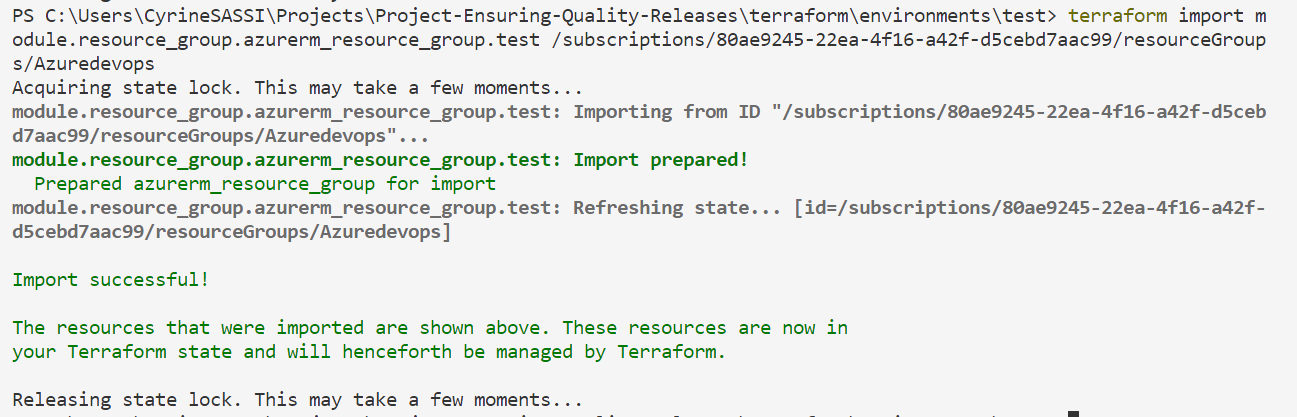 PS C:\Users\CyrineSASSI\Projects\Project-Ensuring-Quality-Releases\terraform\environments\test> terraform import m
odule.resource_group.azurerm_resource_group.test /subscriptions/80ae9245-22ea-4f16-a42f-d5cebd7aac99/resourceGroup
s/Azuredevops
Acquiring state lock. This may take a few moments...
module.resource_group.azurerm_resource_group.test: Importing from ID "/subscriptions/80ae9245-22ea-4f16-a42f-d5ceb
d7aac99/resourceGroups/Azuredevops"...
module.resource_group.azurerm_resource_group.test: Import prepared!
Prepared azurerm_resource_group for import
module.resource_group.azurerm_resource_group.test: Refreshing state... [id=/subscriptions/80ae9245-22ea-4f16-a42f-
d5cebd7aac99/resourceGroups/Azuredevops]
Import successful!
The resources that were imported are shown above. These resources are now in
your Terraform state and will henceforth be managed by Terraform.
Releasing state lock. This may take a few moments...